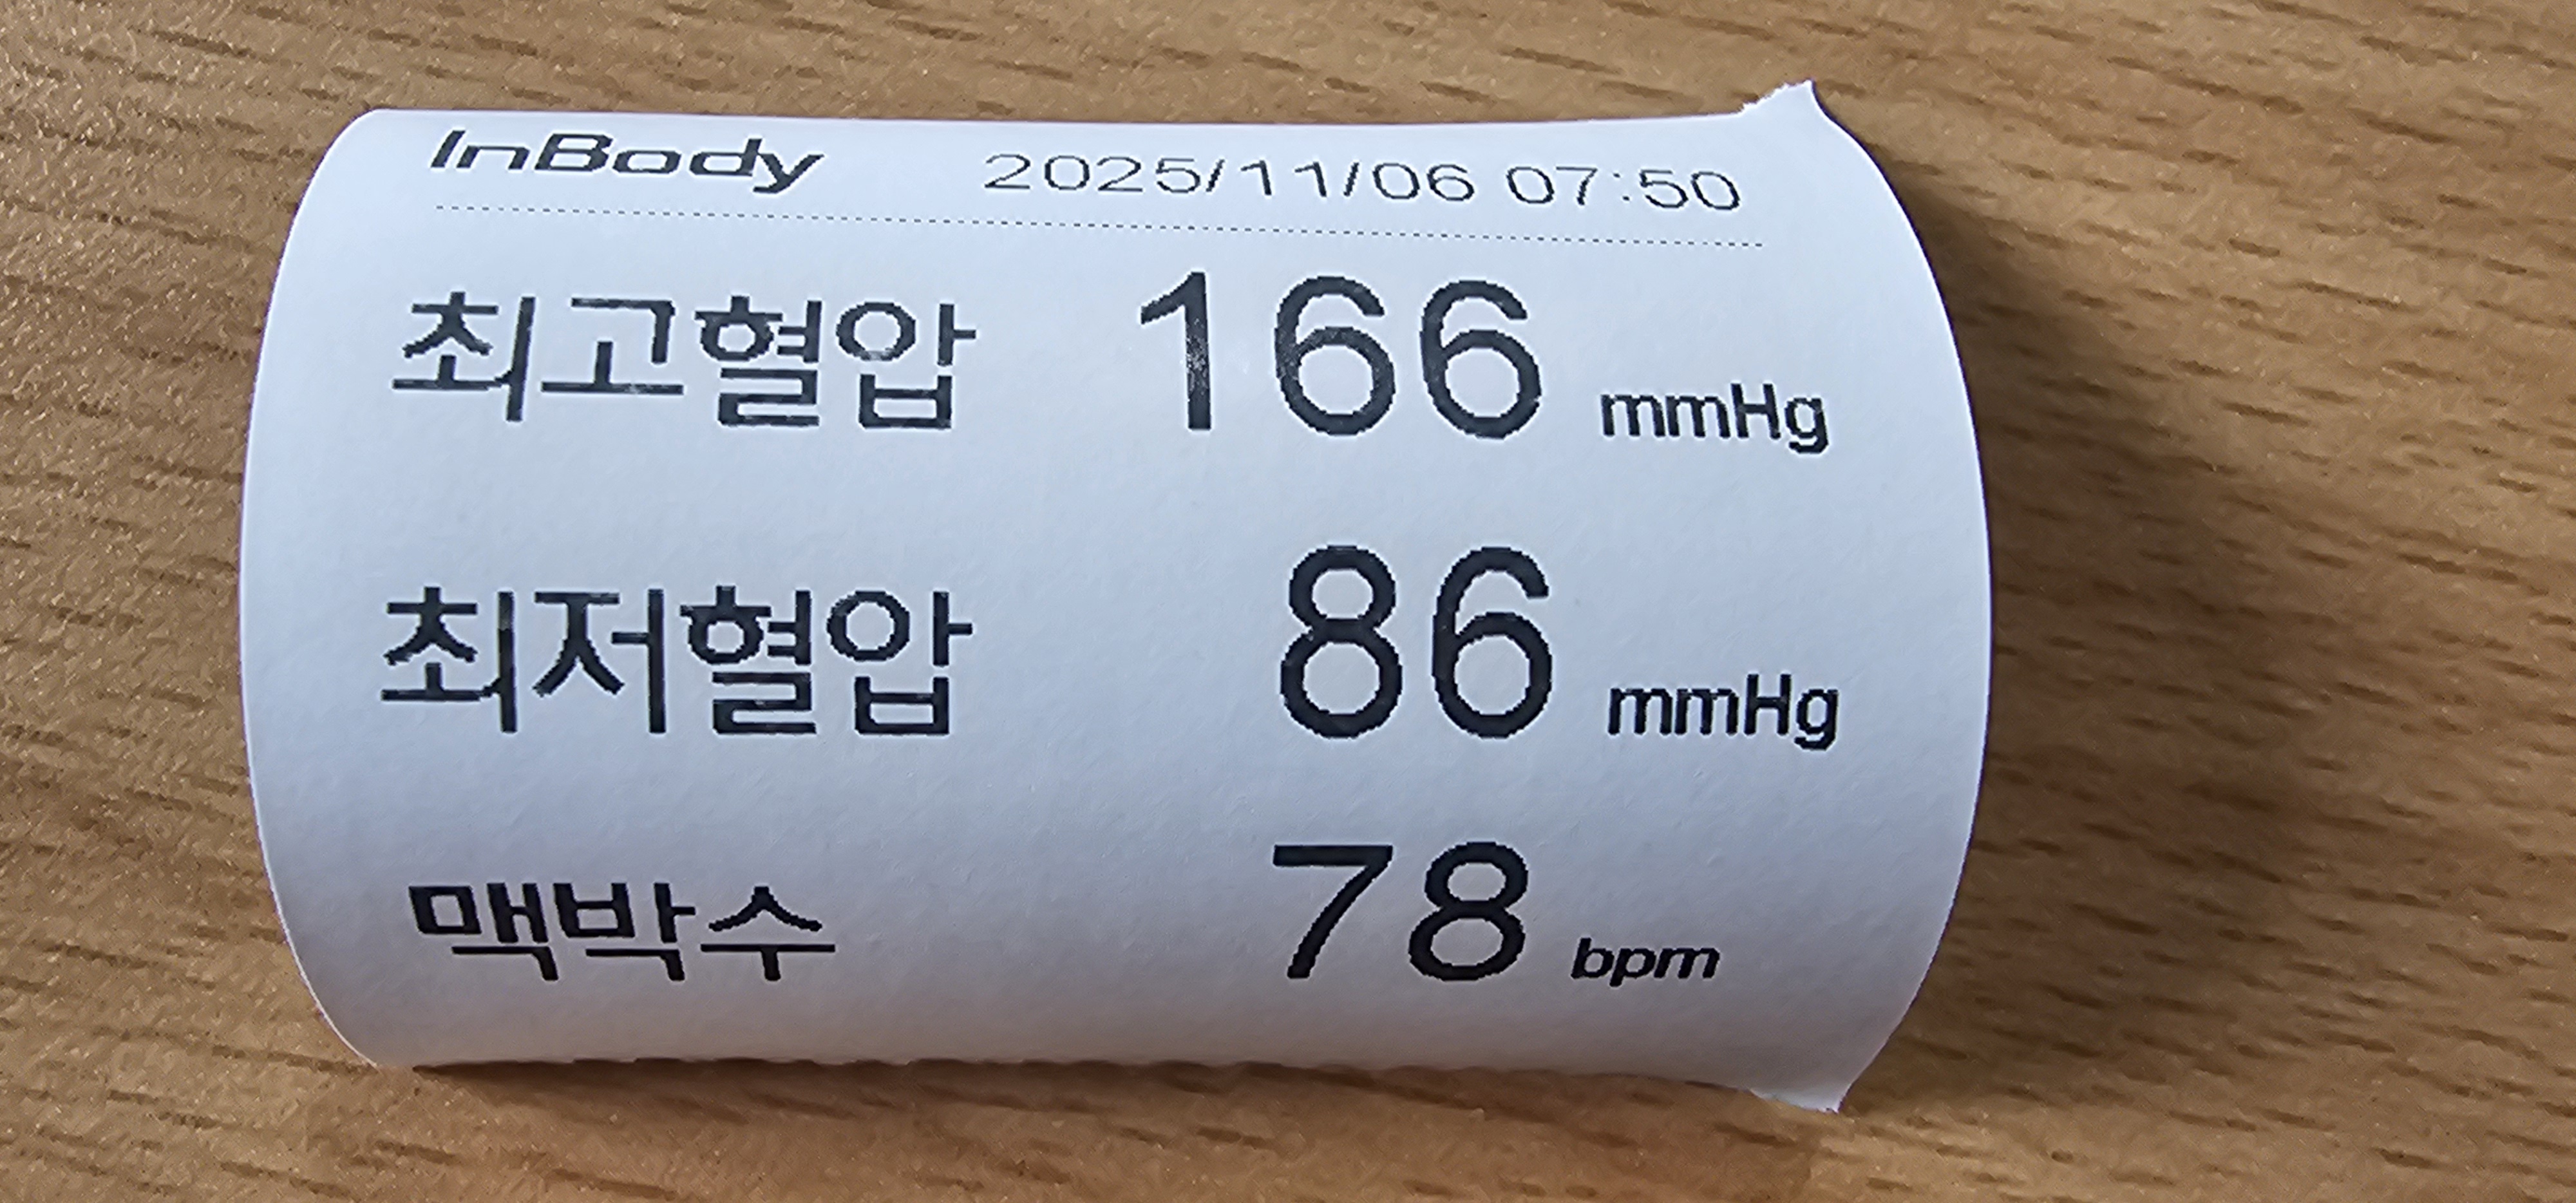 InBody 2025/11/06 07:50
최고혈압 166 mmHg
최저혈압 86 mmHg
맥박수 78 bpm